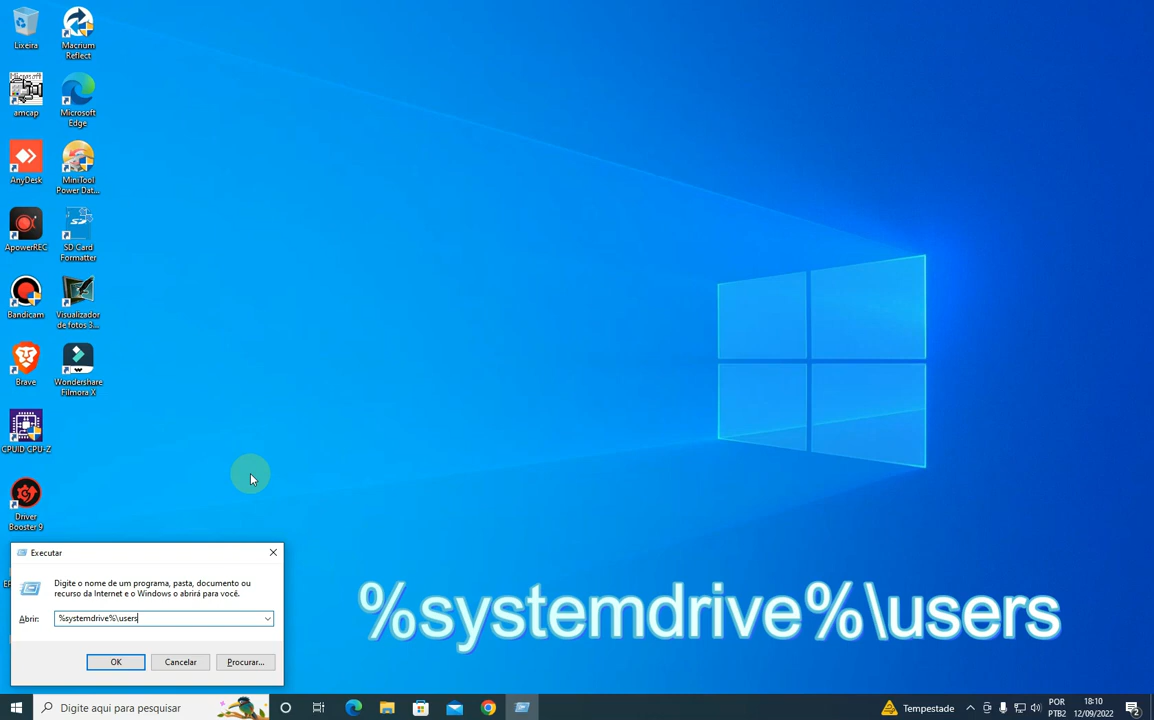 Lixeira
Macrium
Reflect
Microsoft
amcap
Microsoft
Edge
AnyDesk
MiniTool
Power Dat...
ApowerREC
SD
SD Card
Formatter
Bandicam
Visualizador
de fotos 3...
Brave
Wondershare
Filmora X
CPUID CPU-Z
Driver
Booster 9
Executar
Digite o nome de um programa, pasta, documento ou
recurso da Internet e o Windows o abrirá para você.
Abrir:
%systemdrive%\users
OK
Cancelar
Procurar...
%systemdrive%\users
Digite aqui para pesquisar
Tempestade
POR
PTB2
18:10
12/09/2022
2